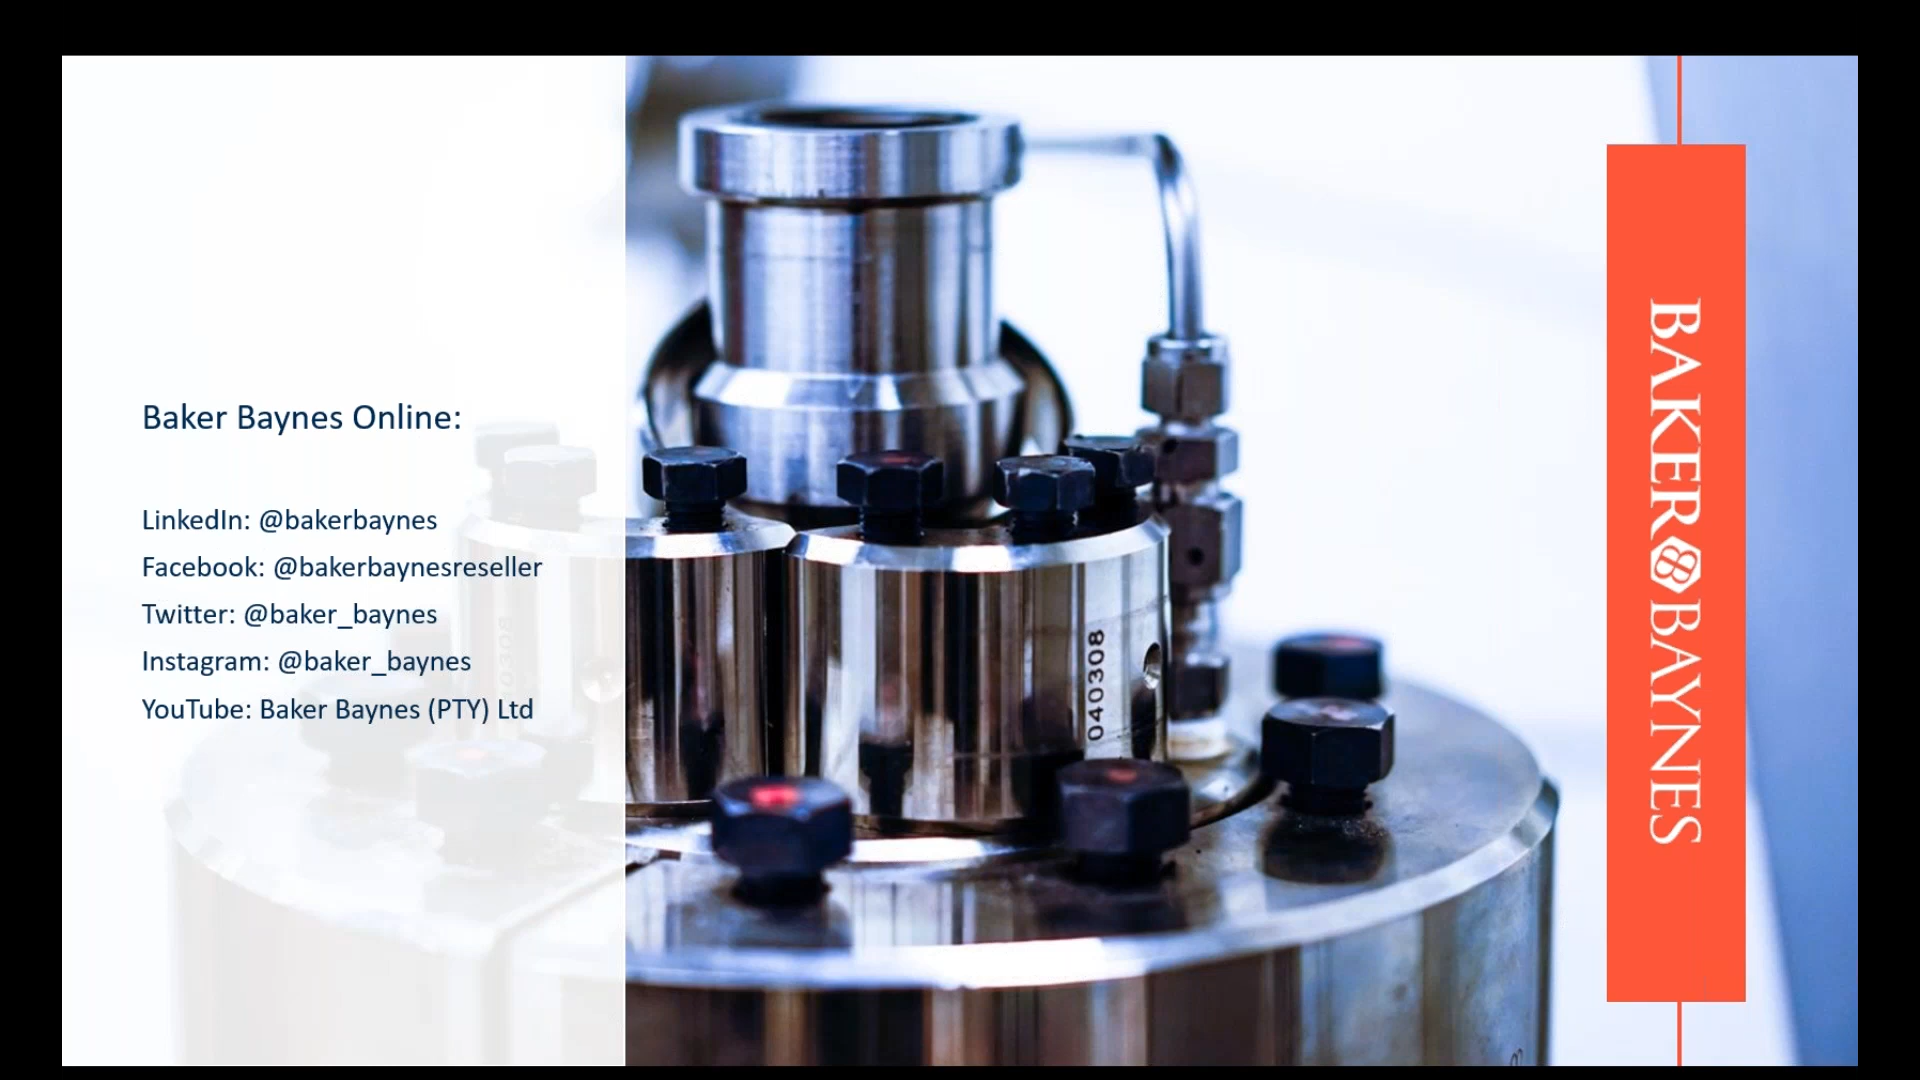 Baker Baynes Online:
LinkedIn: @bakerbaynes
Facebook: @bakerbaynesreseller
Twitter: @baker_baynes
Instagram: @baker_baynes
YouTube: Baker Baynes (PTY) Ltd
040308
BAKER BAYNES